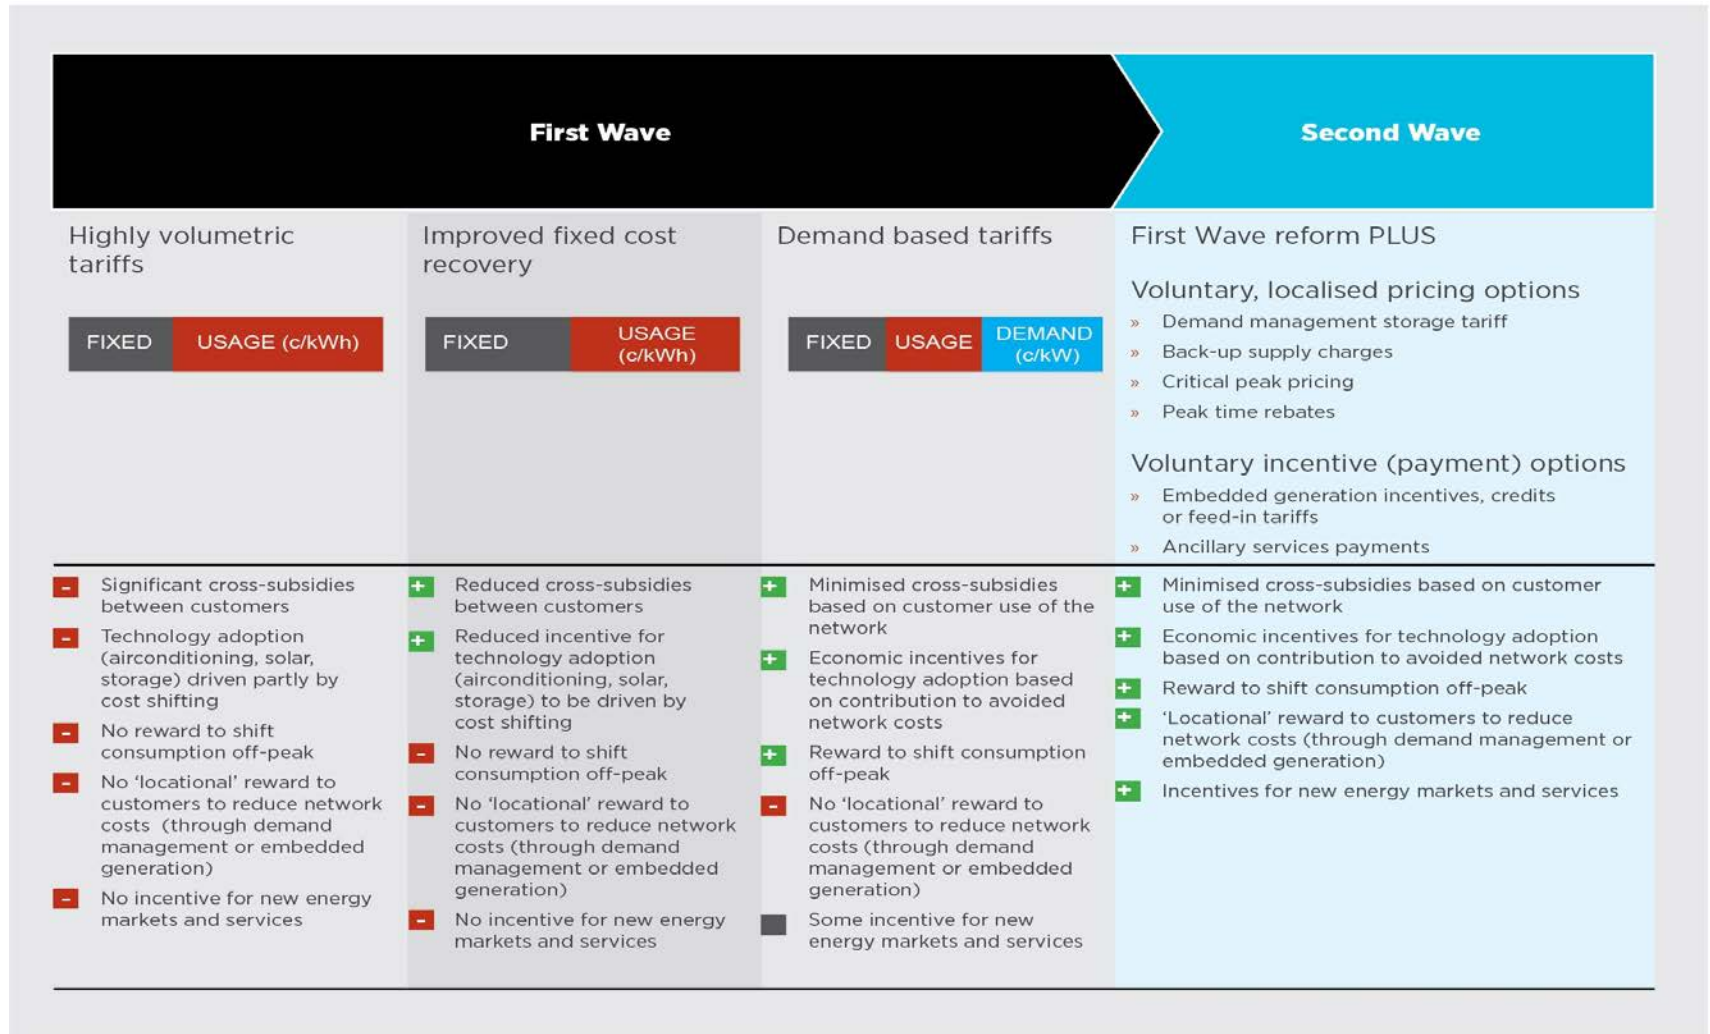 First Wave
Second Wave
Highly volumetric
tariffs
FIXED
USAGE (c/kWh)
Improved fixed cost
recovery
FIXED
USAGE
(c/kWh)
Demand based tariffs
FIXED
USAGE
DEMAND
(c/kW)
First Wave reform PLUS
Voluntary, localised pricing options
» Demand management storage tariff
» Back-up supply charges
» Critical peak pricing
» Peak time rebates
Voluntary incentive (payment) options
» Embedded generation incentives, credits
or feed-in tariffs
» Ancillary services payments
- Significant cross-subsidies
between customers
- Technology adoption
(airconditioning, solar,
storage) driven partly by
cost shifting
- No reward to shift
consumption off-peak
- No ‘locational’ reward to
customers to reduce network
costs (through demand
management or embedded
generation)
- No incentive for new energy
markets and services
+ Reduced cross-subsidies
between customers
+ Reduced incentive for
technology adoption
(airconditioning, solar,
storage) to be driven by
cost shifting
- No reward to shift
consumption off-peak
- No ‘locational’ reward to
customers to reduce network
costs (through demand
management or embedded
generation)
- No incentive for new energy
markets and services
+ Minimised cross-subsidies
based on customer use of the
network
+ Economic incentives for
technology adoption based
on contribution to avoided
network costs
+ Reward to shift consumption
off-peak
- No ‘locational’ reward to
customers to reduce network
costs (through demand
management or embedded
generation)
Some incentive for new
energy markets and services
+ Minimised cross-subsidies based on customer
use of the network
+ Economic incentives for technology adoption
based on contribution to avoided network costs
+ Reward to shift consumption off-peak
+ ‘Locational’ reward to customers to reduce
network costs (through demand management or
embedded generation)
+ Incentives for new energy markets and services